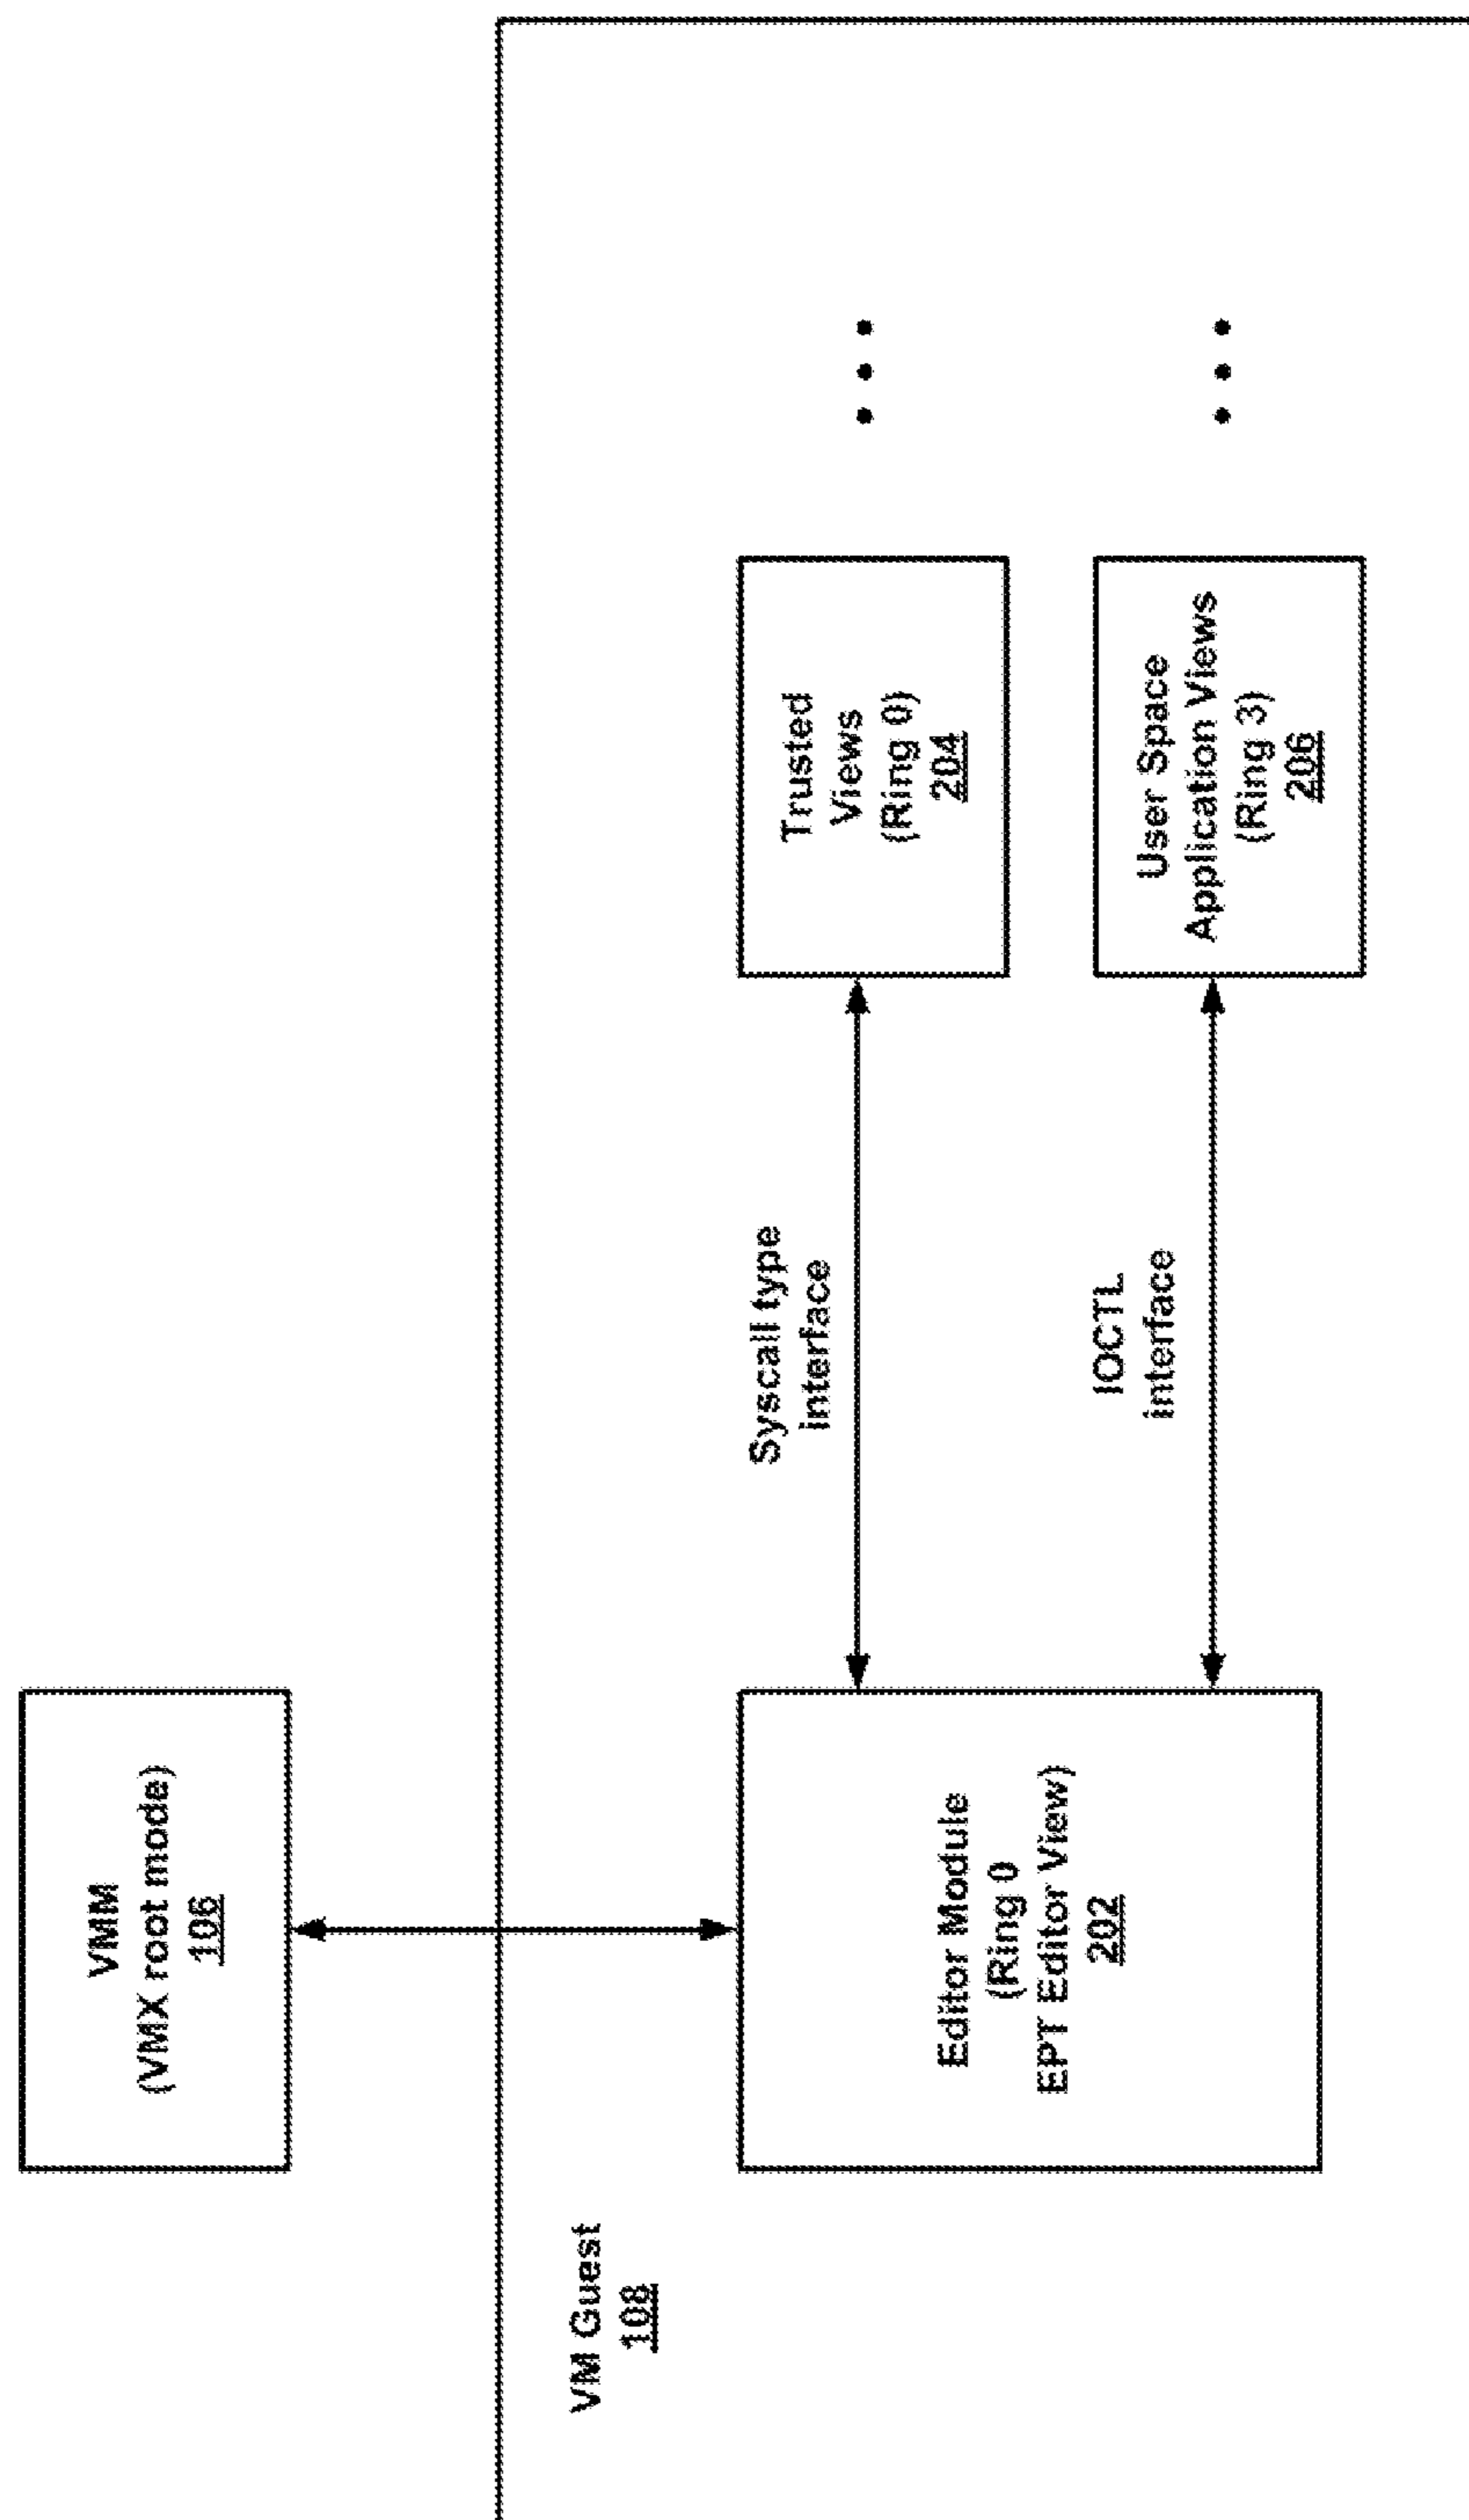 VMM
(VMX root mode)
106
VM Guest
108
Editor Module
(Ring 0
EPT Editor View)
202
Syscall type
interface
Trusted
Views
(Ring 0)
204
IOCTL
interface
User Space
Application Views
(Ring 3)
206